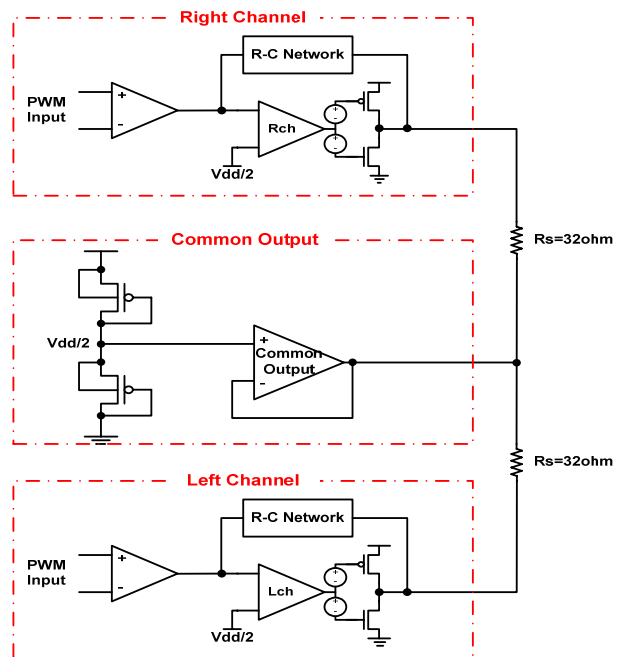 Right Channel
R-C Network
PWM
Input
+
-
Rch
+
-
+
-
Vdd/2
Rs=32ohm
Common Output
Vdd/2
+
Common
Output
-
Rs=32ohm
Left Channel
R-C Network
PWM
Input
+
-
Lch
+
-
+
-
Vdd/2